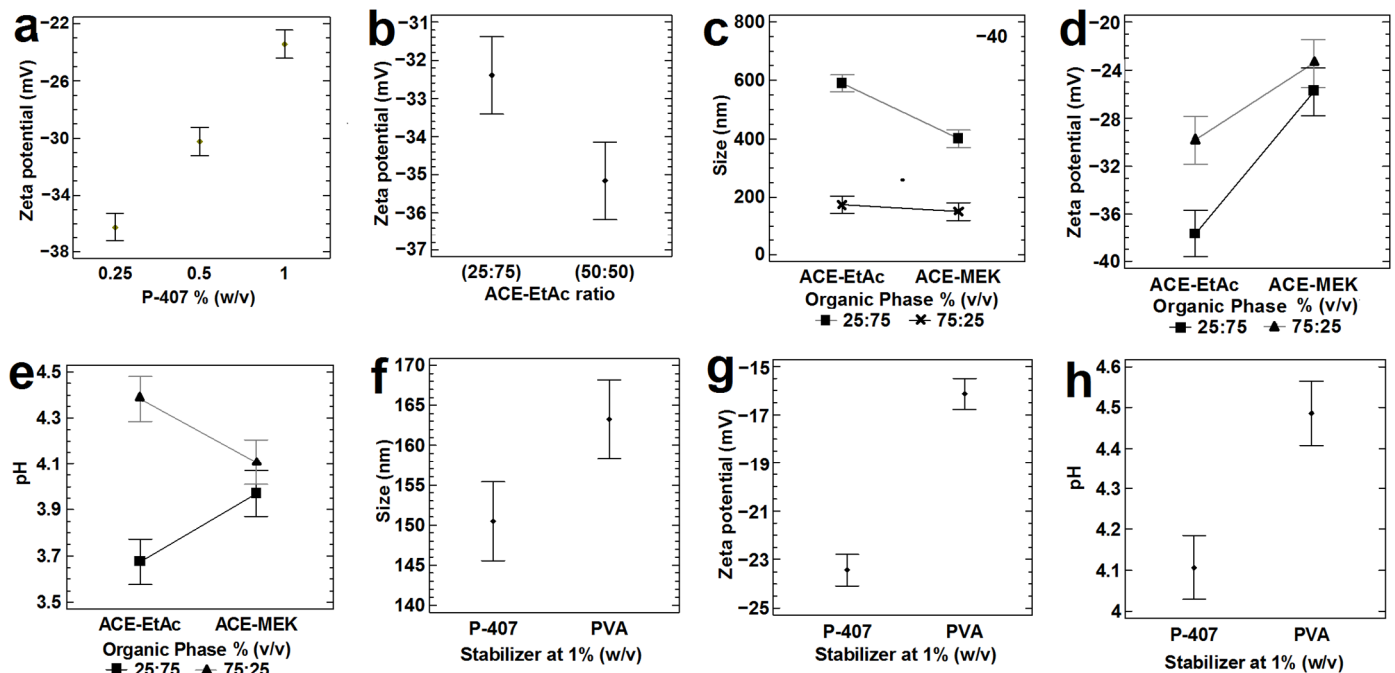 a
Zeta potential (mV)
−22
−26
−30
−34
−38
0.25
0.5
1
P-407 % (w/v)
b
Zeta potential (mV)
−31
−32
−33
−34
−35
−36
−37
(25:75)
(50:50)
ACE-EtAc ratio
c
Size (nm)
800
600
400
200
0
−40
ACE-EtAc
ACE-MEK
Organic Phase % (v/v)
25:75
75:25
d
Zeta potential (mV)
−20
−24
−28
−32
−36
−40
ACE-EtAc
ACE-MEK
Organic Phase % (v/v)
25:75
75:25
e
pH
4.5
4.3
4.1
3.9
3.7
3.5
ACE-EtAc
ACE-MEK
Organic Phase % (v/v)
25:75
75:25
f
Size (nm)
170
165
160
155
150
145
140
P-407
PVA
Stabilizer at 1% (w/v)
g
Zeta potential (mV)
−15
−17
−19
−21
−23
−25
P-407
PVA
Stabilizer at 1% (w/v)
h
pH
4.6
4.5
4.4
4.3
4.2
4.1
4
P-407
PVA
Stabilizer at 1% (w/v)